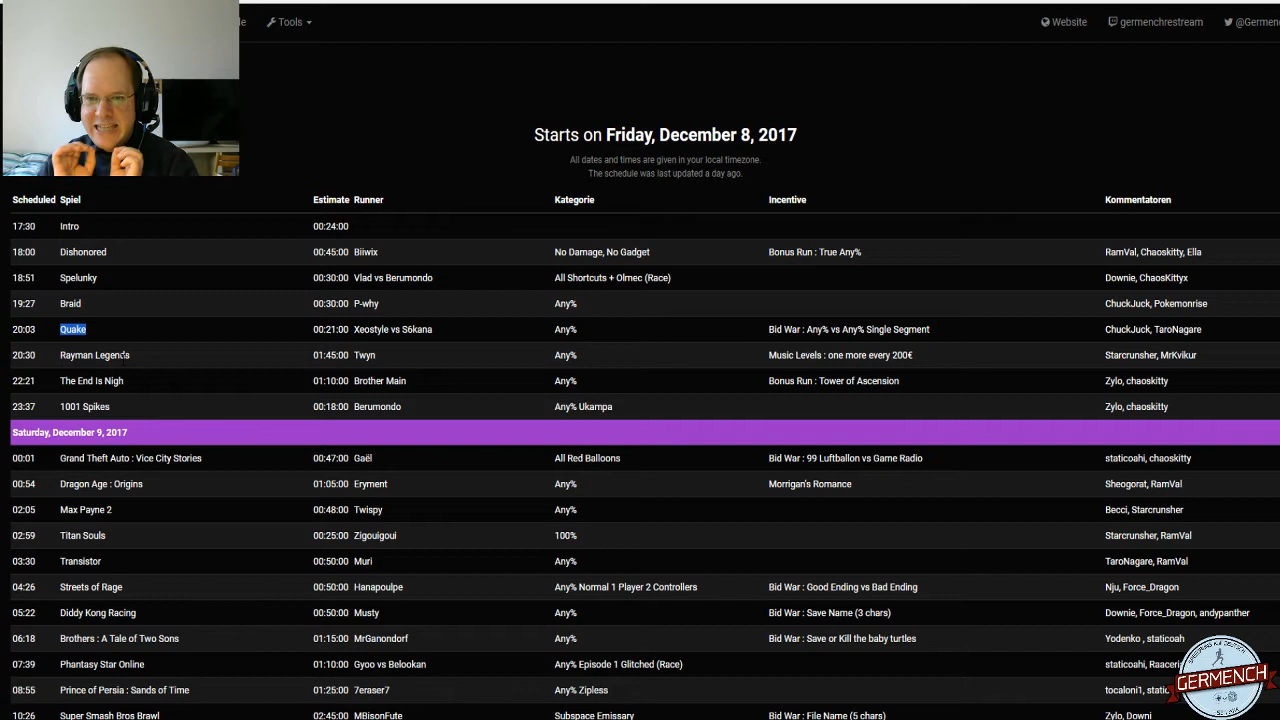 Tools
Website
germenchrestream
Starts on Friday, December 8, 2017
All dates and times are given in your local timezone.
The schedule was last updated a day ago.
Scheduled Spiel Estimate Runner Kategorie Incentive Kommentatoren
17:30 Intro 00:24:00
18:00 Dishonored 00:45:00 Biiwix No Damage, No Gadget Bonus Run : True Any% RamVal, Chaoskitty, Ella
18:51 Spelunky 00:30:00 Vlad vs Berumondo All Shortcuts + Olmec (Race) Downie, ChaosKittyx
19:27 Braid 00:30:00 P-why Any% ChuckJuck, Pokemonrise
20:03 Quake 00:21:00 Xeostyle vs S6kana Any% Bid War : Any% vs Any% Single Segment ChuckJuck, TaroNagare
20:30 Rayman Legends 01:45:00 Twyn Any% Music Levels : one more every 200€ Starcrunsher, MrKvikur
22:21 The End Is Nigh 01:10:00 Brother Main Any% Bonus Run : Tower of Ascension Zylo, chaoskitty
23:37 1001 Spikes 00:18:00 Berumondo Any% Ukampa Zylo, chaoskitty
Saturday, December 9, 2017
00:01 Grand Theft Auto : Vice City Stories 00:47:00 Gaël All Red Balloons Bid War : 99 Luftballon vs Game Radio staticoahi, chaoskitty
00:54 Dragon Age : Origins 01:05:00 Eryment Any% Morrigan's Romance Sheogorat, RamVal
02:05 Max Payne 2 00:48:00 Twispy Any% Becci, Starcrunsher
02:59 Titan Souls 00:25:00 Zigouigoui 100% Starcrunsher, RamVal
03:30 Transistor 00:50:00 Muri Any% TaroNagare, RamVal
04:26 Streets of Rage 00:50:00 Hanapoulpe Any% Normal 1 Player 2 Controllers Bid War : Good Ending vs Bad Ending Nju, Force_Dragon
05:22 Diddy Kong Racing 00:50:00 Musty Any% Bid War : Save Name (3 chars) Downie, Force_Dragon, andypanther
06:18 Brothers : A Tale of Two Sons 01:15:00 MrGanondorf Any% Bid War : Save or Kill the baby turtles Yodenko , staticoah
07:39 Phantasy Star Online 01:10:00 Gyoo vs Belookan Any% Episode 1 Glitched (Race) staticoahi, Raaceri
08:55 Prince of Persia : Sands of Time 01:25:00 7eraser7 Any% Zipless tocaloni1, static
10:26 Super Smash Bros Brawl 02:45:00 MBisonFute Subspace Emissary Bid War : File Name (5 chars) Zylo, Downi
GERMENCH